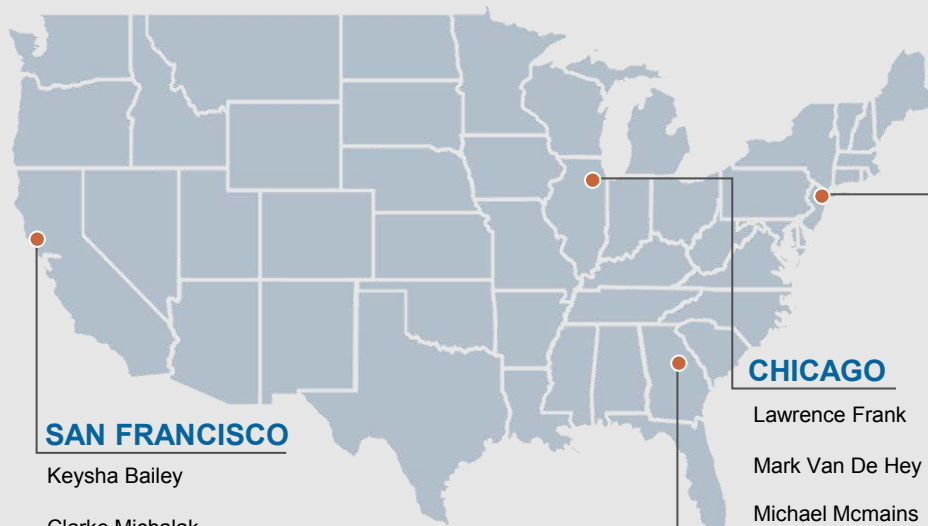 SAN FRANCISCO
Keysha Bailey
Clarke Michalak
CHICAGO
Lawrence Frank
Mark Van De Hey
Michael Mcmains